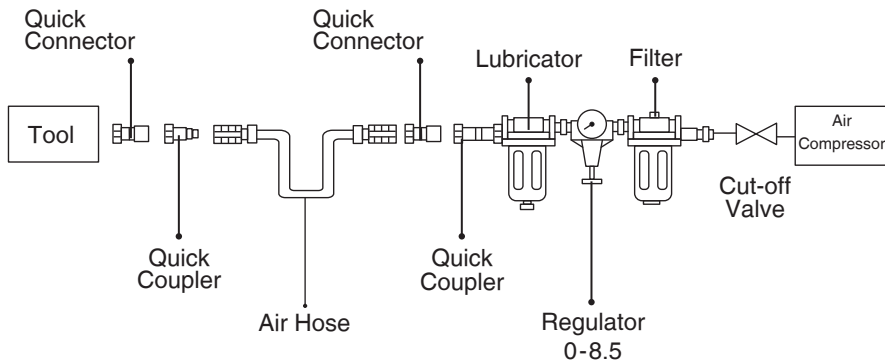 Quick
Connector
Quick
Connector
Lubricator
Filter
Tool
Air
Compressor
Cut-off
Valve
Quick
Coupler
Quick
Coupler
Air Hose
Regulator
0-8.5